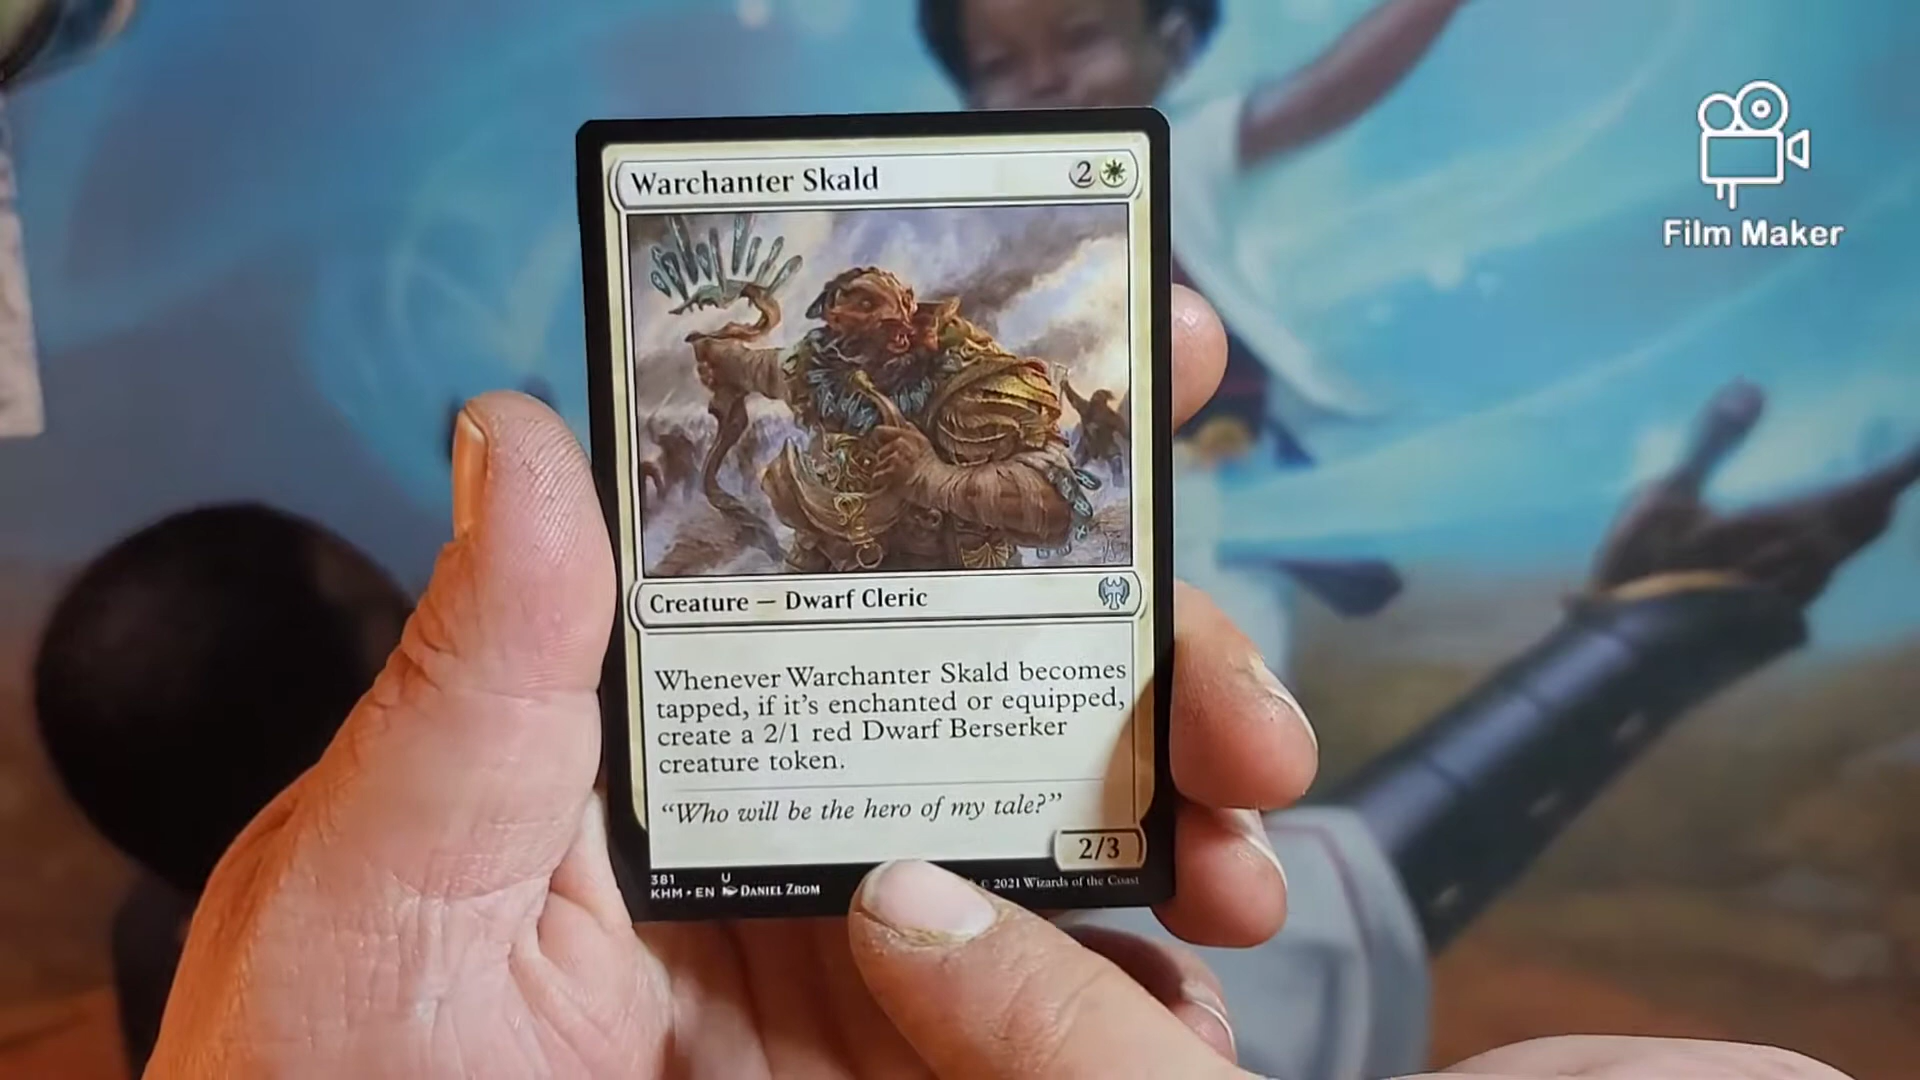 Film Maker
Warchanter Skald 2
Creature — Dwarf Cleric
Whenever Warchanter Skald becomes
tapped, if it's enchanted or equipped,
create a 2/1 red Dwarf Berserker
creature token.
“Who will be the hero of my tale?”
2/3
381 U
KHM • EN DANIEL ZROM
© 2021 Wizards of the Coast